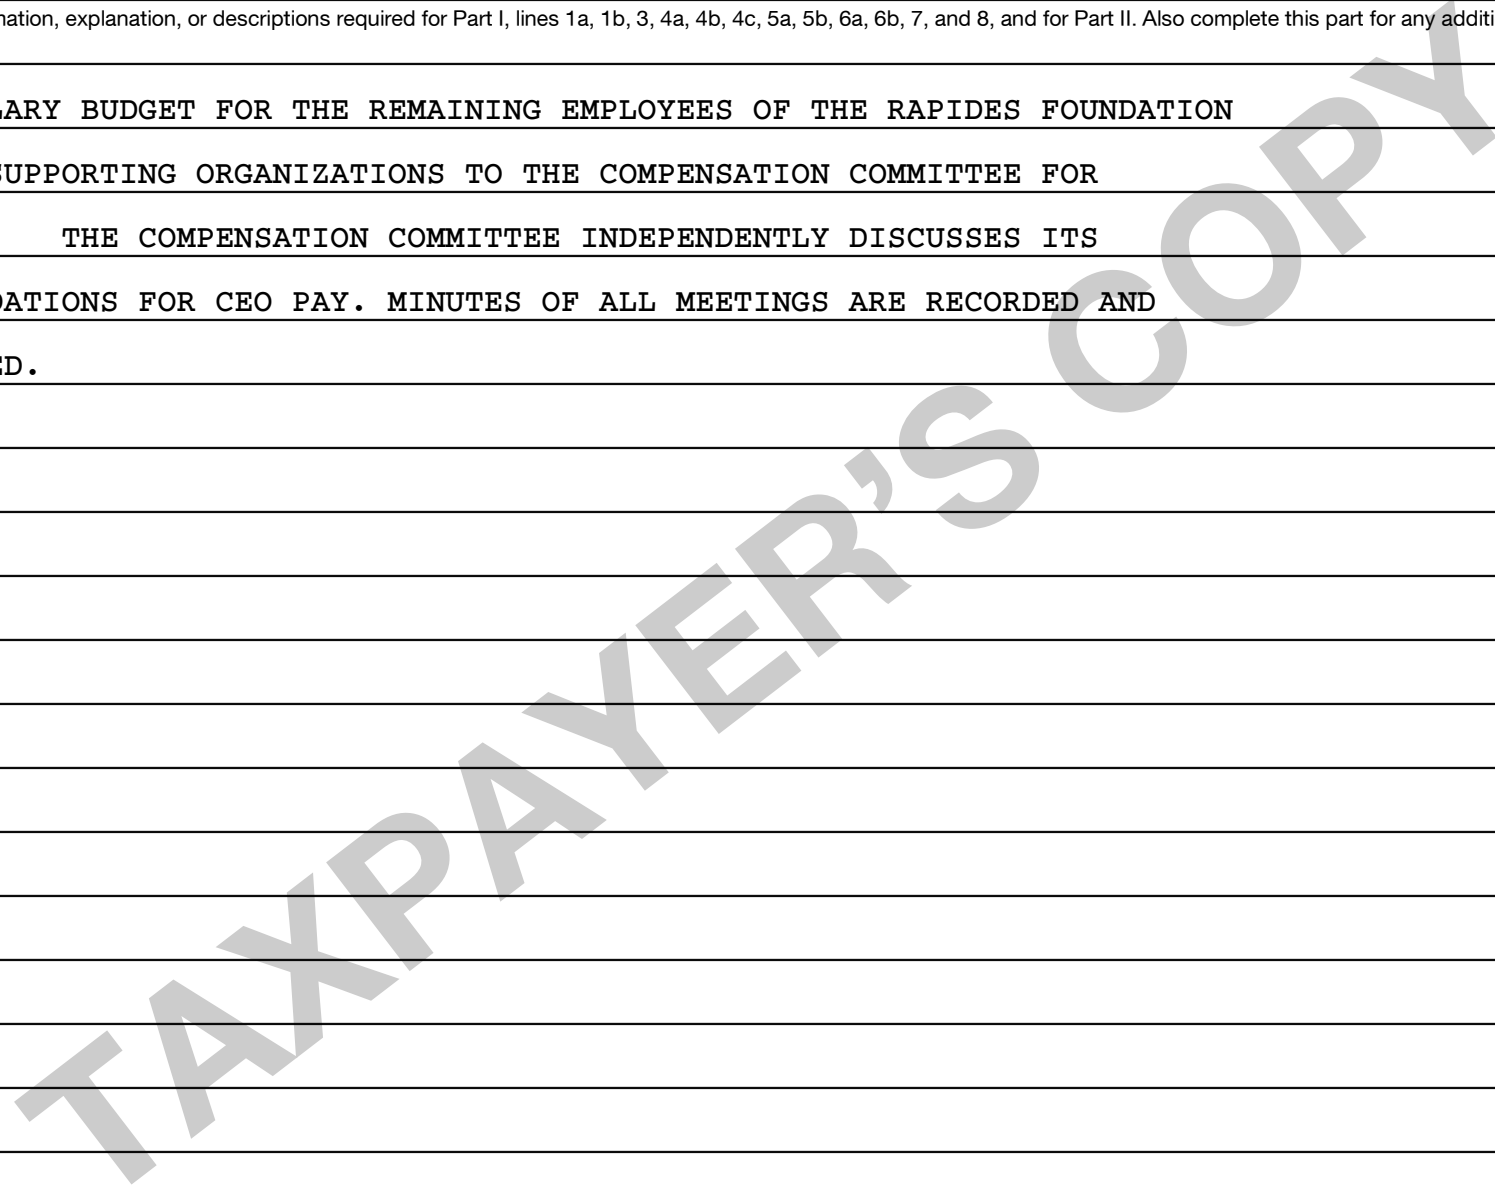 mation, explanation, or descriptions required for Part I, lines 1a, 1b, 3, 4a, 4b, 4c, 5a, 5b, 6a, 6b, 7, and 8, and for Part II. Also complete this part for any additi
LARY BUDGET FOR THE REMAINING EMPLOYEES OF THE RAPIDES FOUNDATION
SUPPORTING ORGANIZATIONS TO THE COMPENSATION COMMITTEE FOR
THE COMPENSATION COMMITTEE INDEPENDENTLY DISCUSSES ITS
DATIONS FOR CEO PAY. MINUTES OF ALL MEETINGS ARE RECORDED AND
ED.
TAXPAYER'S COPY